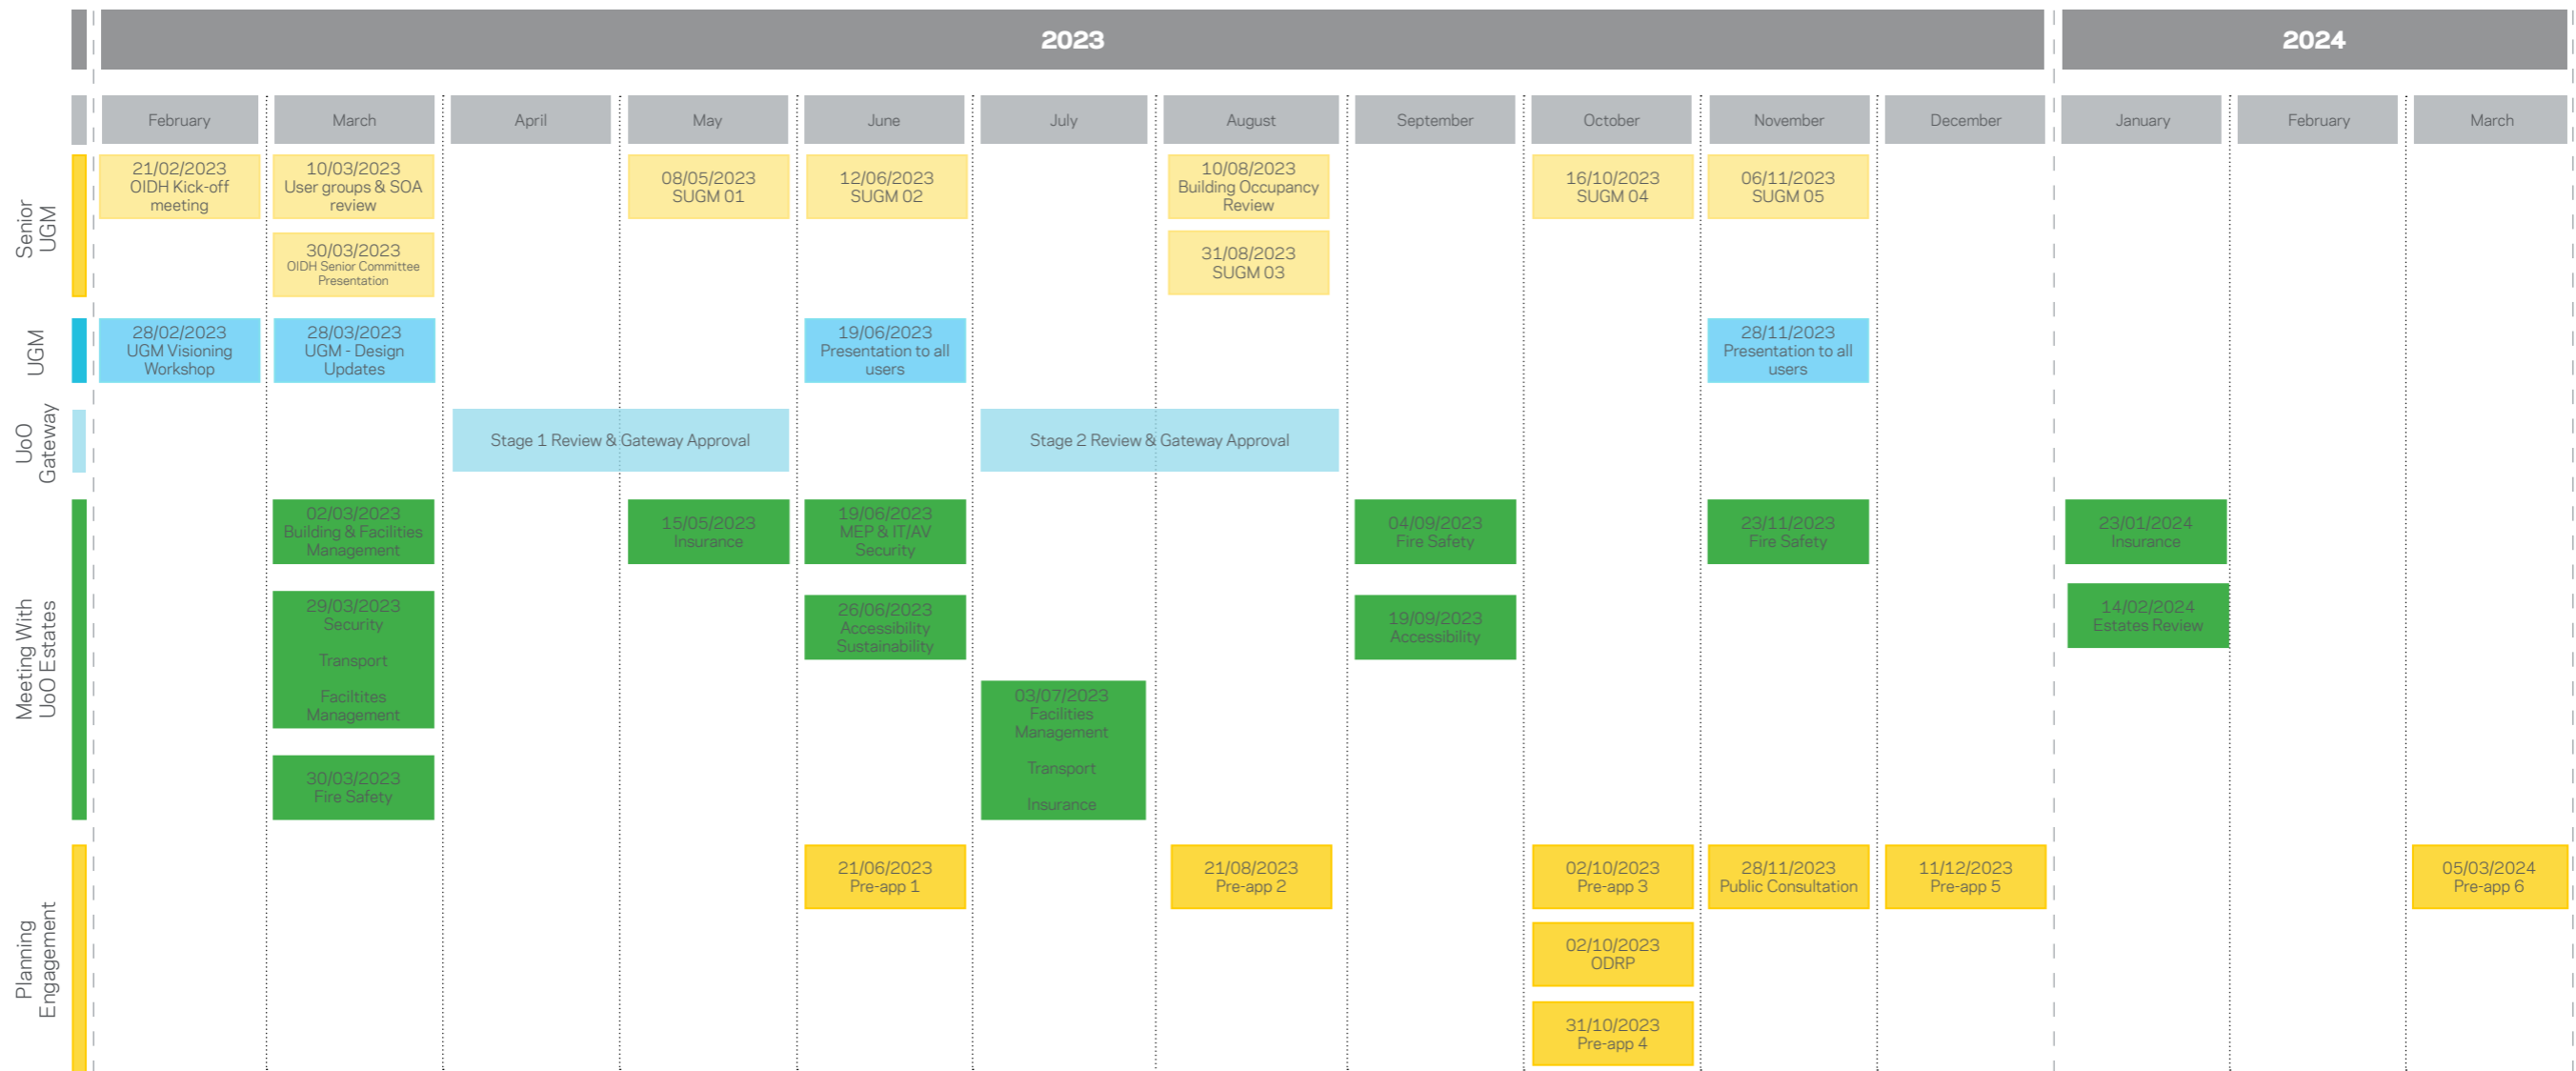 2023
2024
February
March
April
May
June
July
August
September
October
November
December
January
February
March
Senior
UGM
21/02/2023
OIDH Kick-off
meeting
10/03/2023
User groups & SOA
review
30/03/2023
OIDH Senior Committee
Presentation
08/05/2023
SUGM 01
12/06/2023
SUGM 02
10/08/2023
Building Occupancy
Review
31/08/2023
SUGM 03
16/10/2023
SUGM 04
06/11/2023
SUGM 05
UGM
28/02/2023
UGM Visioning
Workshop
28/03/2023
UGM - Design
Updates
19/06/2023
Presentation to all
users
28/11/2023
Presentation to all
users
UoO
Gateway
Stage 1 Review & Gateway Approval
Stage 2 Review & Gateway Approval
Meeting With
UoO Estates
02/03/2023
Building & Facilities
Management
29/03/2023
Security
Transport
Faciltites
Management
30/03/2023
Fire Safety
15/05/2023
Insurance
19/06/2023
MEP & IT/AV
Security
26/06/2023
Accessibility
Sustainability
03/07/2023
Facilities
Management
Transport
Insurance
04/09/2023
Fire Safety
19/09/2023
Accessibility
23/11/2023
Fire Safety
23/01/2024
Insurance
14/02/2024
Estates Review
Planning
Engagement
21/06/2023
Pre-app 1
21/08/2023
Pre-app 2
02/10/2023
Pre-app 3
02/10/2023
ODRP
31/10/2023
Pre-app 4
28/11/2023
Public Consultation
11/12/2023
Pre-app 5
05/03/2024
Pre-app 6